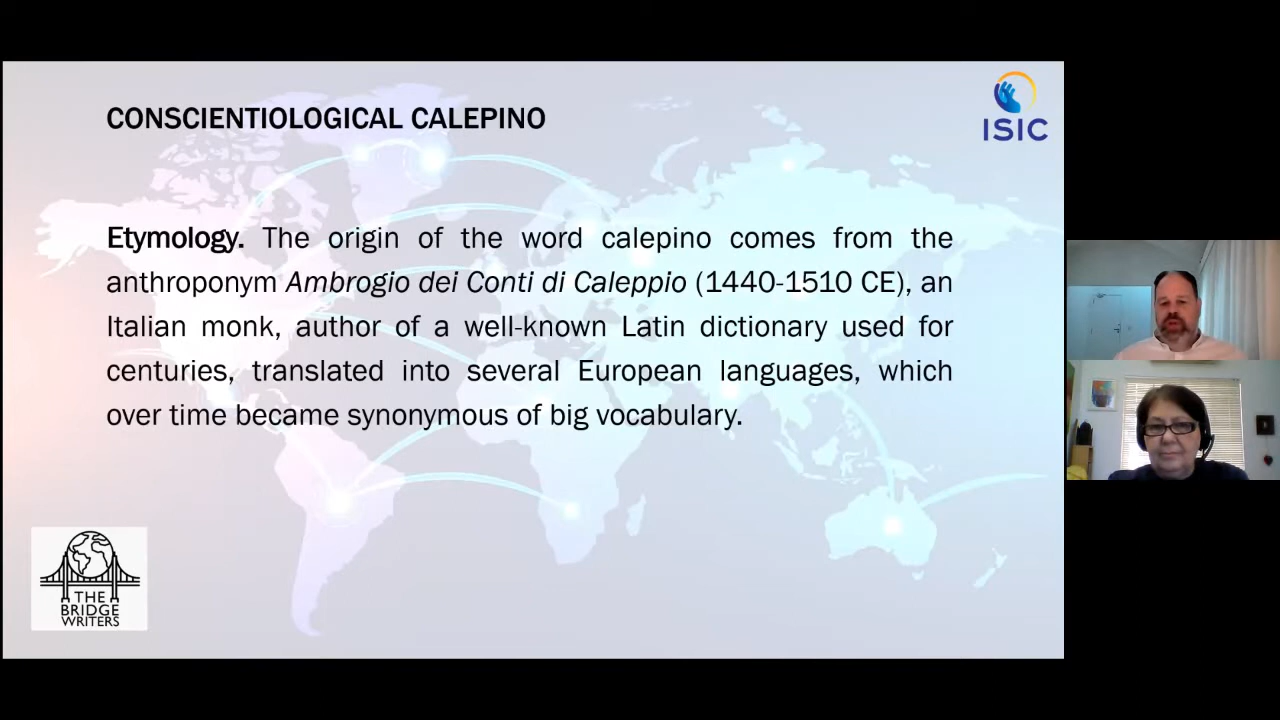 CONSCIENTIOLOGICAL CALEPINO
ISIC
Etymology. The origin of the word calepino comes from the
anthroponym Ambrogio dei Conti di Caleppio (1440-1510 CE), an
Italian monk, author of a well-known Latin dictionary used for
centuries, translated into several European languages, which
over time became synonymous of big vocabulary.
THE
BRIDGE
WRITERS